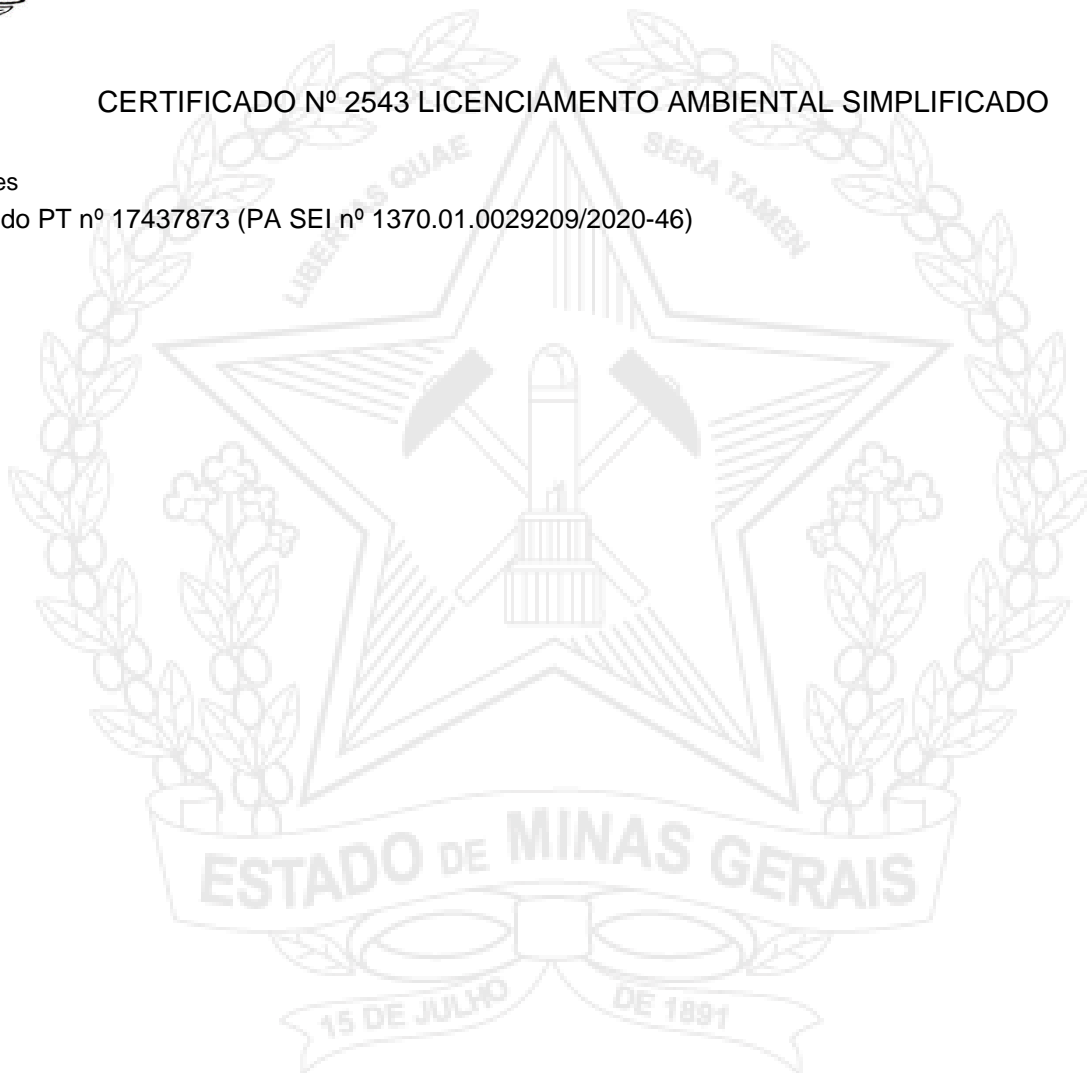 CERTIFICADO Nº 2543 LICENCIAMENTO AMBIENTAL SIMPLIFICADO
es
do PT nº 17437873 (PA SEI nº 1370.01.0029209/2020-46)
LIBERTAS QUAE SERA TAMEN
ESTADO DE MINAS GERAIS
15 DE JULHO DE 1891